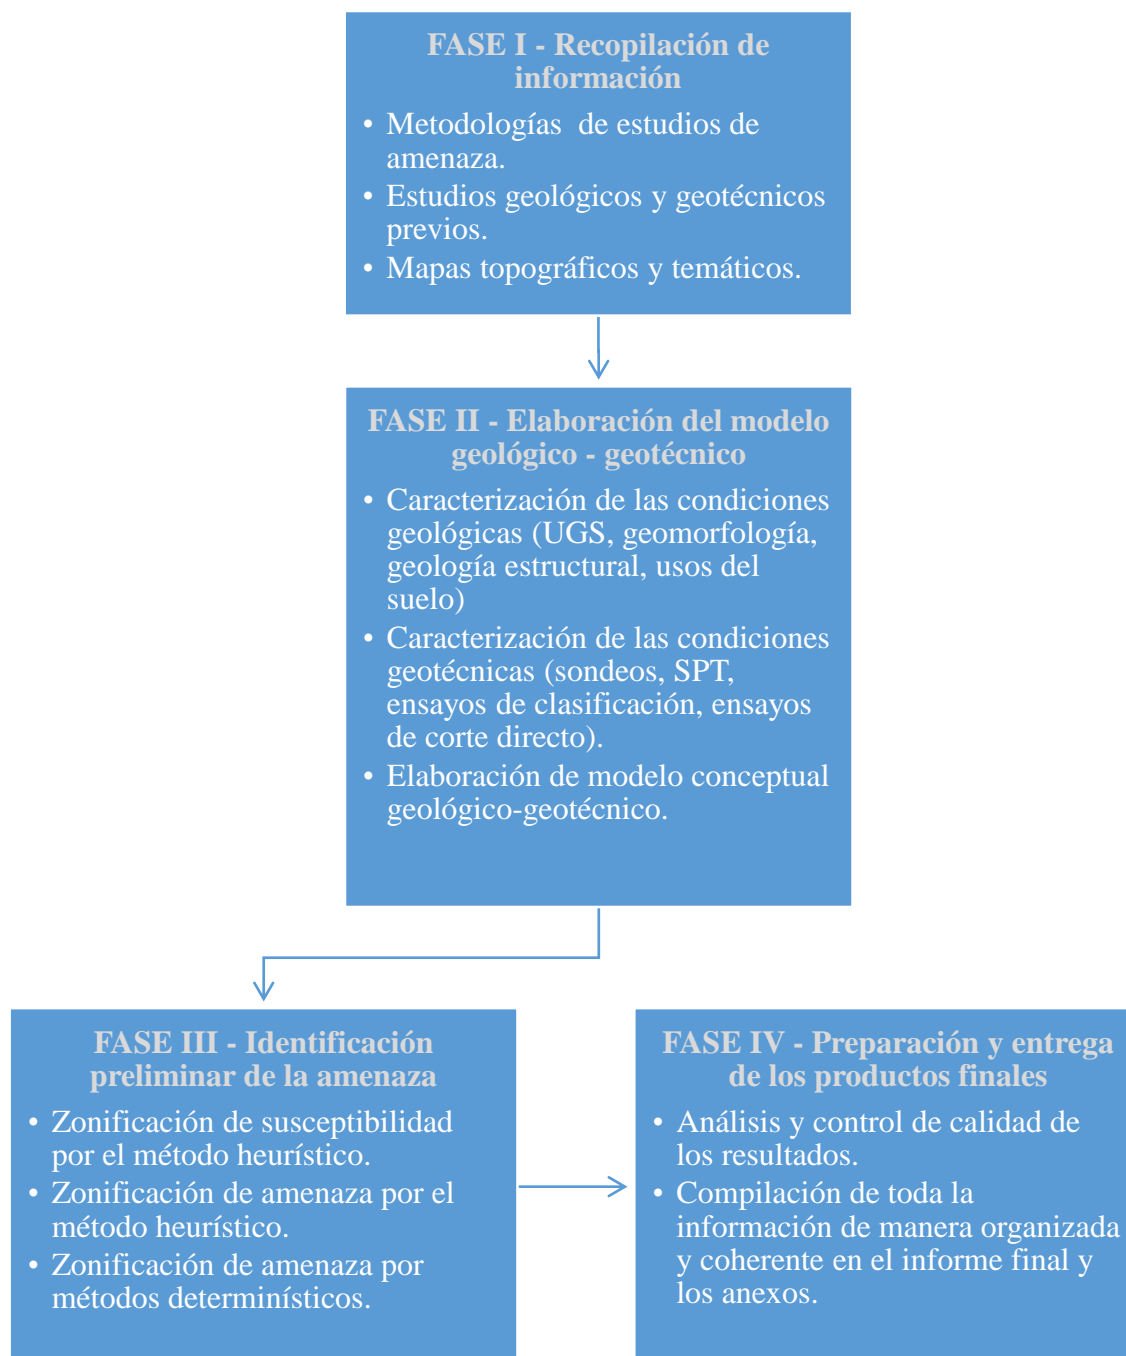 FASE I - Recopilación de
información
• Metodologías de estudios de
amenaza.
• Estudios geológicos y geotécnicos
previos.
• Mapas topográficos y temáticos.
FASE II - Elaboración del modelo
geológico - geotécnico
• Caracterización de las condiciones
geológicas (UGS, geomorfología,
geología estructural, usos del
suelo)
• Caracterización de las condiciones
geotécnicas (sondeos, SPT,
ensayos de clasificación, ensayos
de corte directo).
• Elaboración de modelo conceptual
geológico-geotécnico.
FASE III - Identificación
preliminar de la amenaza
• Zonificación de susceptibilidad
por el método heurístico.
• Zonificación de amenaza por el
método heurístico.
• Zonificación de amenaza por
métodos determinísticos.
FASE IV - Preparación y entrega
de los productos finales
• Análisis y control de calidad de
los resultados.
• Compilación de toda la
información de manera organizada
y coherente en el informe final y
los anexos.